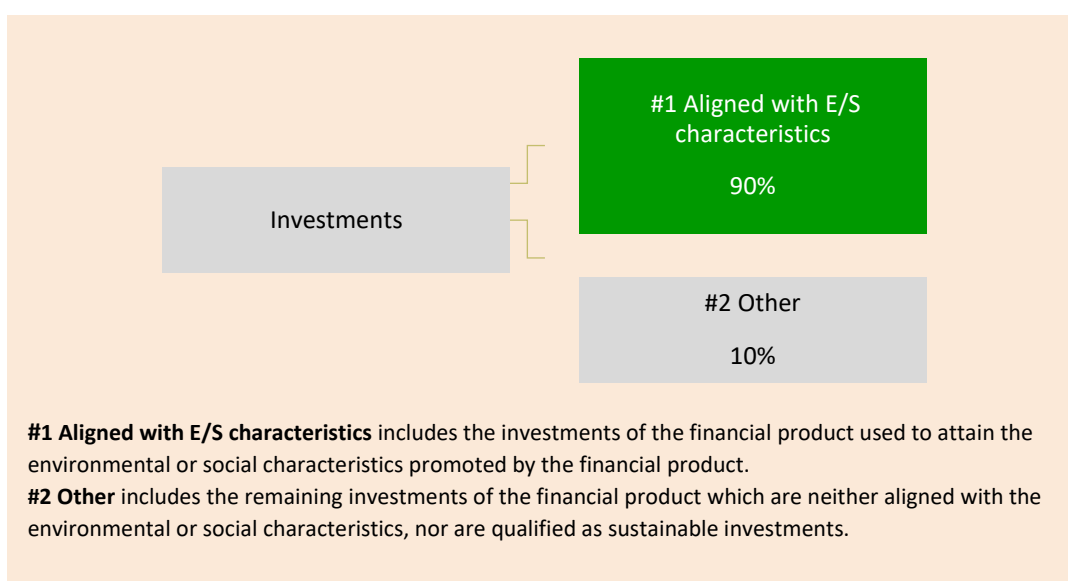 #1 Aligned with E/S
characteristics
90%
Investments
#2 Other
10%
#1 Aligned with E/S characteristics includes the investments of the financial product used to attain the
environmental or social characteristics promoted by the financial product.
#2 Other includes the remaining investments of the financial product which are neither aligned with the
environmental or social characteristics, nor are qualified as sustainable investments.